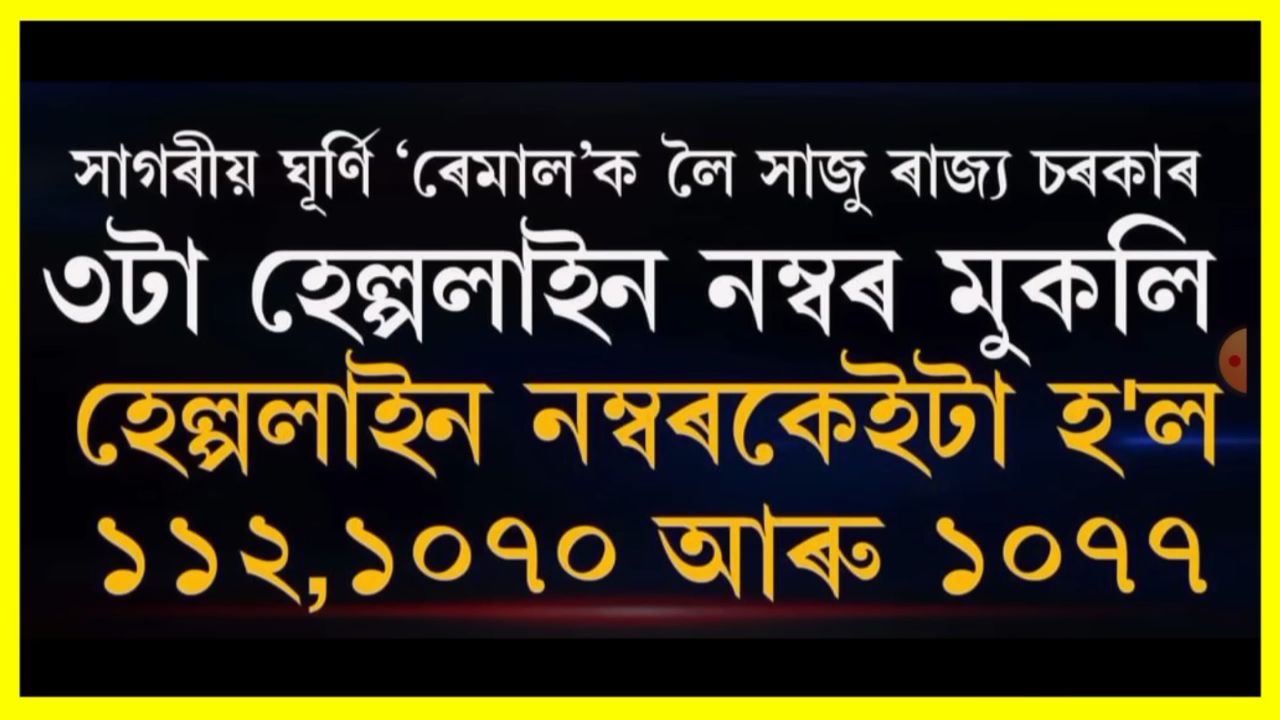 সাগৰীয় ঘূৰ্ণি ‘ৰেমাল’ক লৈ সাজু ৰাজ্য চৰকাৰ
৩টা হেল্পলাইন নম্বৰ মুকলি
হেল্পলাইন নম্বৰকেইটা হ'ল
১১২,১০৭০ আৰু ১০৭৭